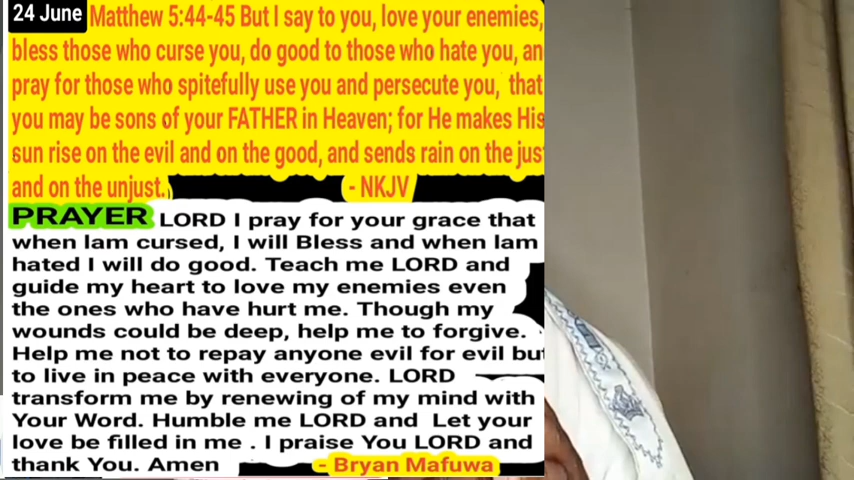 24 June Matthew 5:44-45 But I say to you, love your enemies,
bless those who curse you, do good to those who hate you, an
pray for those who spitefully use you and persecute you, that
you may be sons of your FATHER in Heaven; for He makes His
sun rise on the evil and on the good, and sends rain on the jus
and on the unjust. - NKJV
PRAYER LORD I pray for your grace that
when Iam cursed, I will Bless and when Iam
hated I will do good. Teach me LORD and
guide my heart to love my enemies even
the ones who have hurt me. Though my
wounds could be deep, help me to forgive.
Help me not to repay anyone evil for evil but
to live in peace with everyone. LORD
transform me by renewing of my mind with
Your Word. Humble me LORD and Let your
love be filled in me . I praise You LORD and
thank You. Amen - Bryan Mafuwa